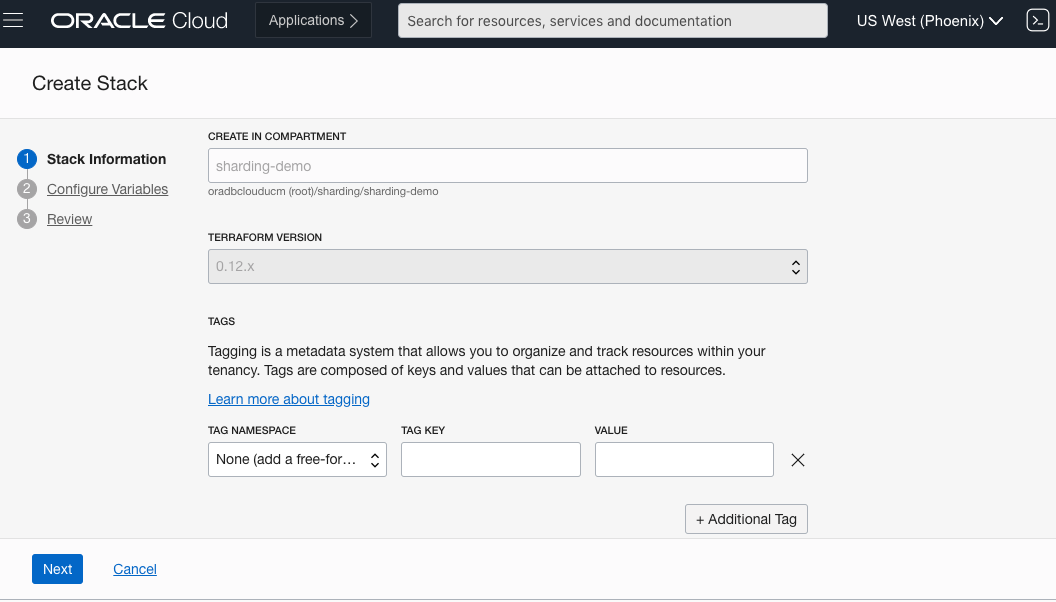 ORACLE Cloud
Applications
Search for resources, services and documentation
US West (Phoenix)
Create Stack
1 Stack Information
2 Configure Variables
3 Review
CREATE IN COMPARTMENT
sharding-demo
oradbclouducm (root)/sharding/sharding-demo
TERRAFORM VERSION
0.12.x
TAGS
Tagging is a metadata system that allows you to organize and track resources within your
tenancy. Tags are composed of keys and values that can be attached to resources.
Learn more about tagging
TAG NAMESPACE TAG KEY VALUE
None (add a free-for...
+ Additional Tag
Next Cancel